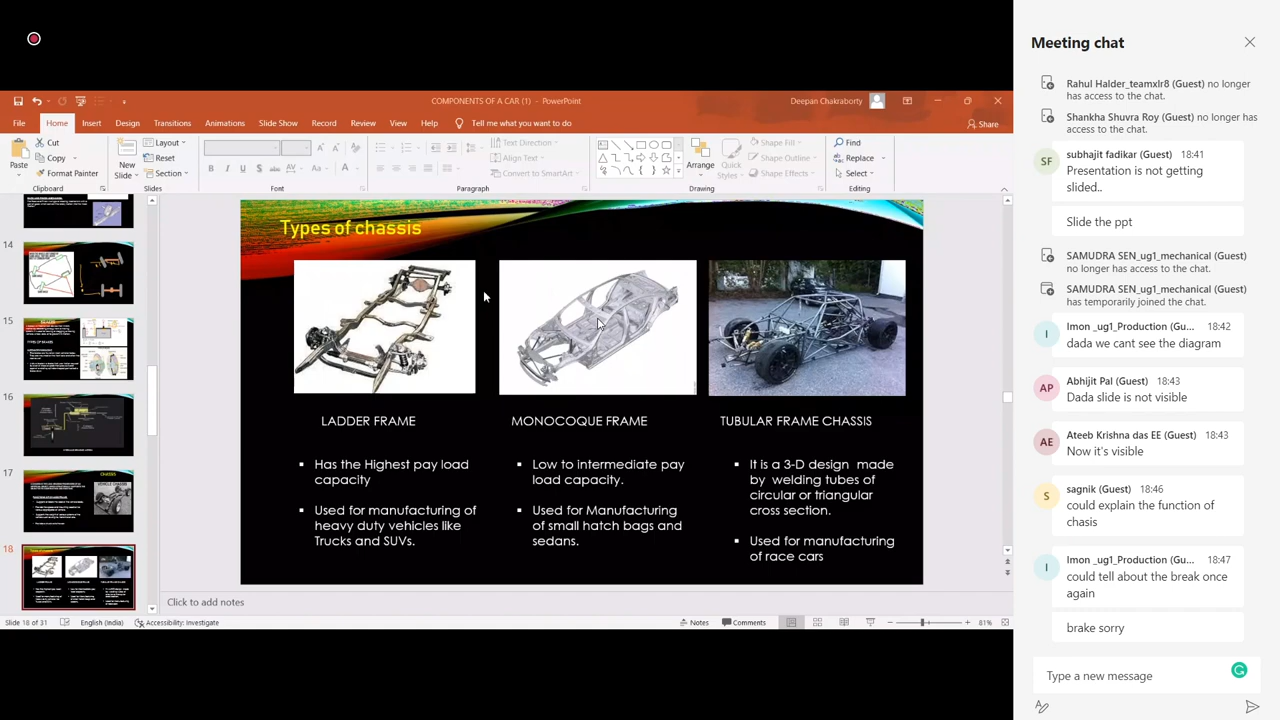 COMPONENTS OF A CAR (1) - PowerPoint
Deepan Chakraborty
File Home Insert Design Transitions Animations Slide Show Record Review View Help Tell me what you want to do
Share
Paste
Cut
Copy
Format Painter
Clipboard
New
Slide
Layout
Reset
Section
Slides
B I U S abc AV Aa A
Font
Text Direction
Align Text
Convert to SmartArt
Paragraph
Arrange
Quick
Styles
Shape Fill
Shape Outline
Shape Effects
Drawing
Find
Replace
Select
Editing
14
15
16
17
18
Types of chassis
LADDER FRAME
▪ Has the Highest pay load
capacity
▪ Used for manufacturing of
heavy duty vehicles like
Trucks and SUVs.
MONOCOQUE FRAME
▪ Low to intermediate pay
load capacity.
▪ Used for Manufacturing
of small hatch bags and
sedans.
TUBULAR FRAME CHASSIS
▪ It is a 3-D design made
by welding tubes of
circular or triangular
cross section.
▪ Used for manufacturing
of race cars
Click to add notes
Slide 18 of 31 English (India) Accessibility: Investigate Notes Comments 81%
Meeting chat
Rahul Halder_teamxlr8 (Guest) no longer
has access to the chat.
Shankha Shuvra Roy (Guest) no longer
has access to the chat.
SF
subhajit fadikar (Guest) 18:41
Presentation is not getting
slided..
Slide the ppt
SAMUDRA SEN_ug1_mechanical (Guest)
no longer has access to the chat.
SAMUDRA SEN_ug1_mechanical (Guest)
has temporarily joined the chat.
I
Imon _ug1_Production (Gu... 18:42
dada we cant see the diagram
AP
Abhijit Pal (Guest) 18:43
Dada slide is not visible
AE
Ateeb Krishna das EE (Guest) 18:43
Now it's visible
S
sagnik (Guest) 18:46
could explain the function of
chasis
I
Imon _ug1_Production (Gu... 18:47
could tell about the break once
again
brake sorry
Type a new message